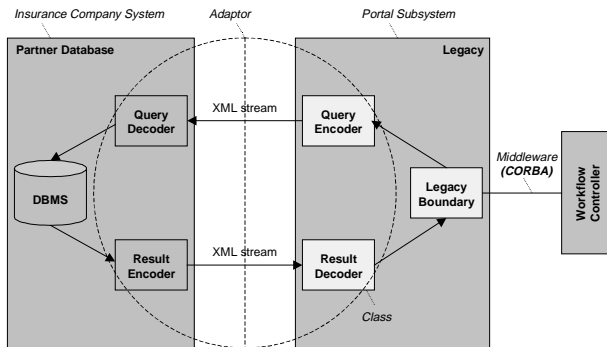 Insurance Company System
Adaptor
Portal Subsystem
Partner Database
Legacy
Query
Decoder
XML stream
Query
Encoder
Middleware
(CORBA)
DBMS
Legacy
Boundary
Workflow
Controller
Result
Encoder
XML stream
Result
Decoder
Class